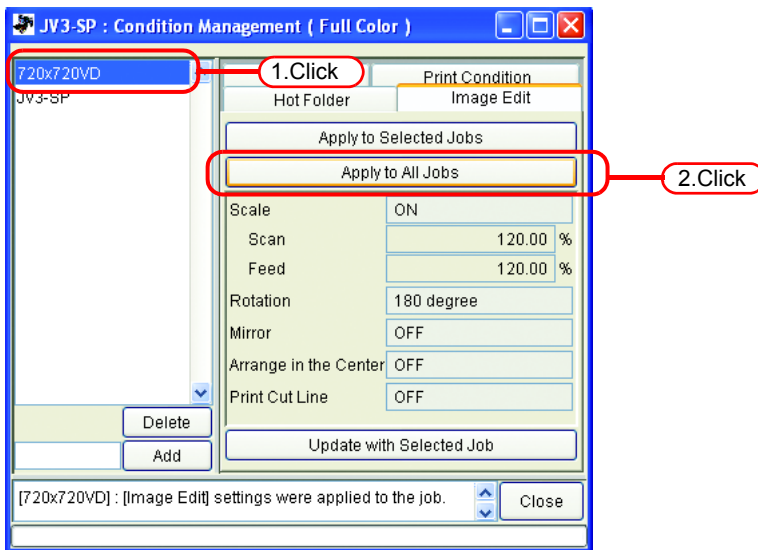 JV3-SP : Condition Management ( Full Color )
720x720VD
1.Click
JV3-SP
Print Condition
Hot Folder
Image Edit
Apply to Selected Jobs
Apply to All Jobs
2.Click
Scale ON
Scan 120.00 %
Feed 120.00 %
Rotation 180 degree
Mirror OFF
Arrange in the Center OFF
Print Cut Line OFF
Delete
Add
Update with Selected Job
[720x720VD] : [Image Edit] settings were applied to the job.
Close